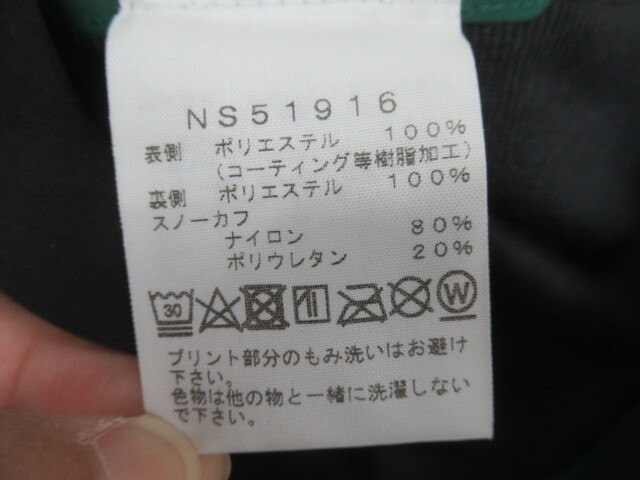 NS51916
表側 ポリエステル 100%
(コーティング等樹脂加工)
裏側 ポリエステル 100%
スノーカフ
ナイロン 80%
ポリウレタン 20%
30 W
プリント部分のもみ洗いはお避け
下さい。
色物は他の物と一緒に洗濯しない
で下さい。